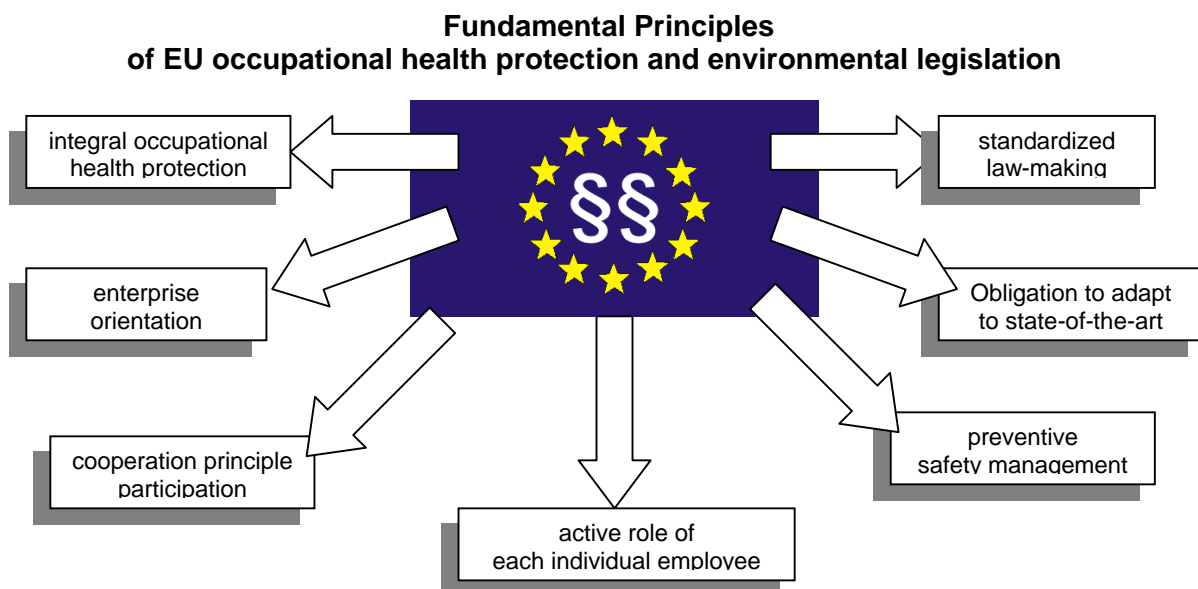 Fundamental Principles
of EU occupational health protection and environmental legislation
§§
integral occupational
health protection
standardized
law-making
enterprise
orientation
Obligation to adapt
to state-of-the-art
cooperation principle
participation
preventive
safety management
active role of
each individual employee